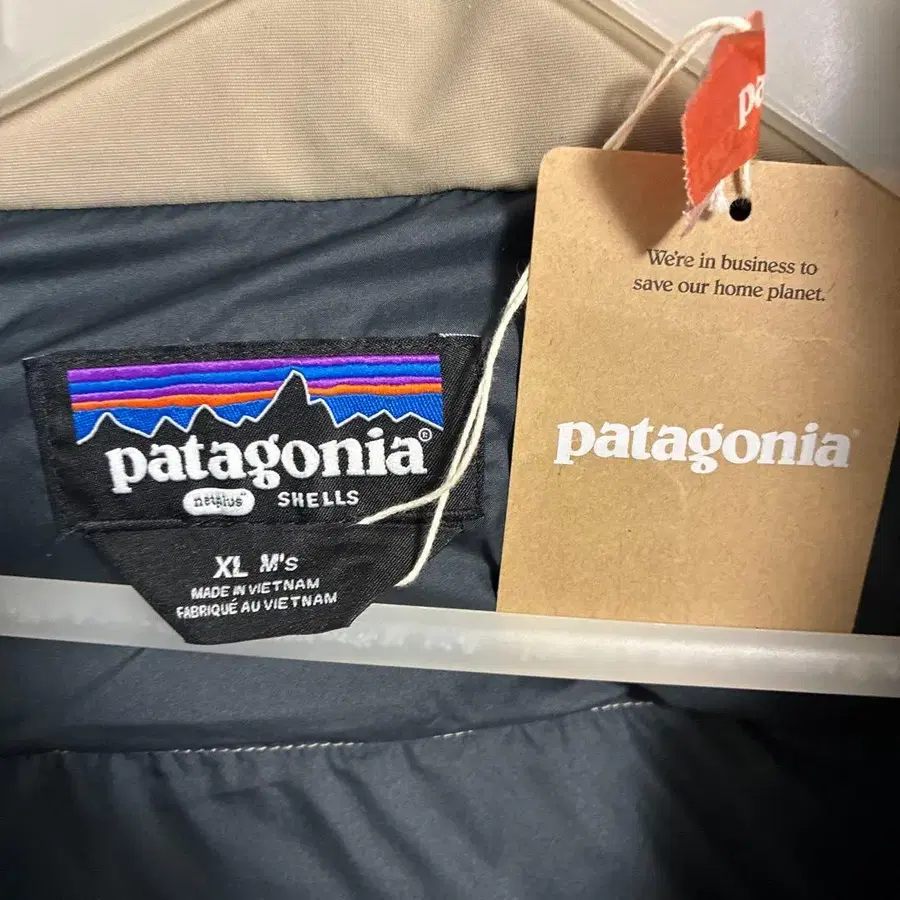 We're in business to
save our home planet.
patagonia
patagonia®
netplus® SHELLS
XL M's
MADE IN VIETNAM
FABRIQUÉ AU VIETNAM